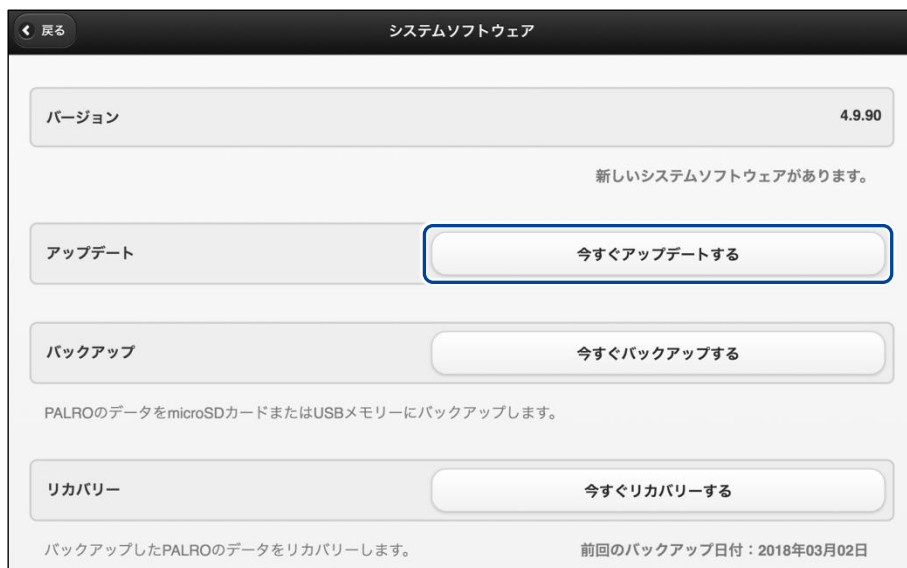 戻る
システムソフトウェア
バージョン 4.9.90
新しいシステムソフトウェアがあります。
アップデート 今すぐアップデートする
バックアップ 今すぐバックアップする
PALROのデータをmicroSDカードまたはUSBメモリーにバックアップします。
リカバリー 今すぐリカバリーする
バックアップしたPALROのデータをリカバリーします。 前回のバックアップ日付：2018年03月02日